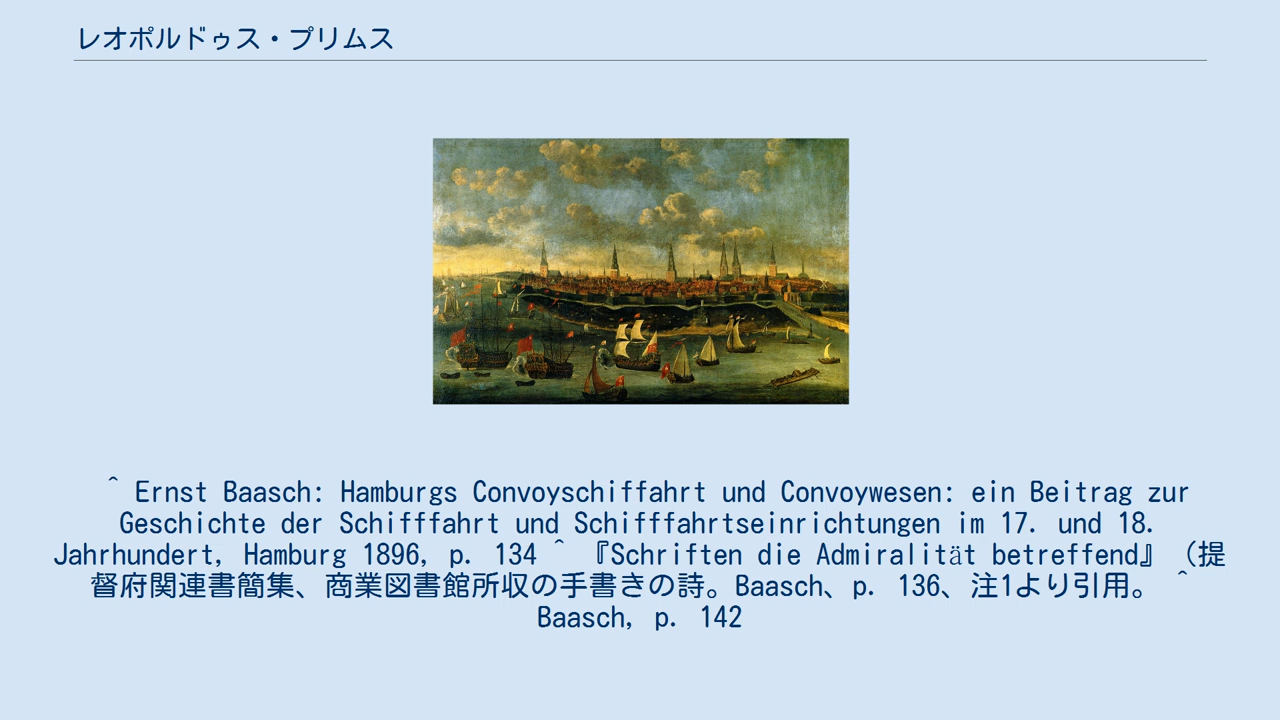 レオポルドゥス・プリムス
^ Ernst Baasch: Hamburgs Convoyschiffahrt und Convoywesen: ein Beitrag zur
Geschichte der Schifffahrt und Schifffahrtseinrichtungen im 17. und 18.
Jahrhundert, Hamburg 1896, p. 134 ^ 『Schriften die Admiralität betreffend』（提
督府関連書簡集、商業図書館所収の手書きの詩。Baasch、p. 136、注1より引用。 ^
Baasch, p. 142